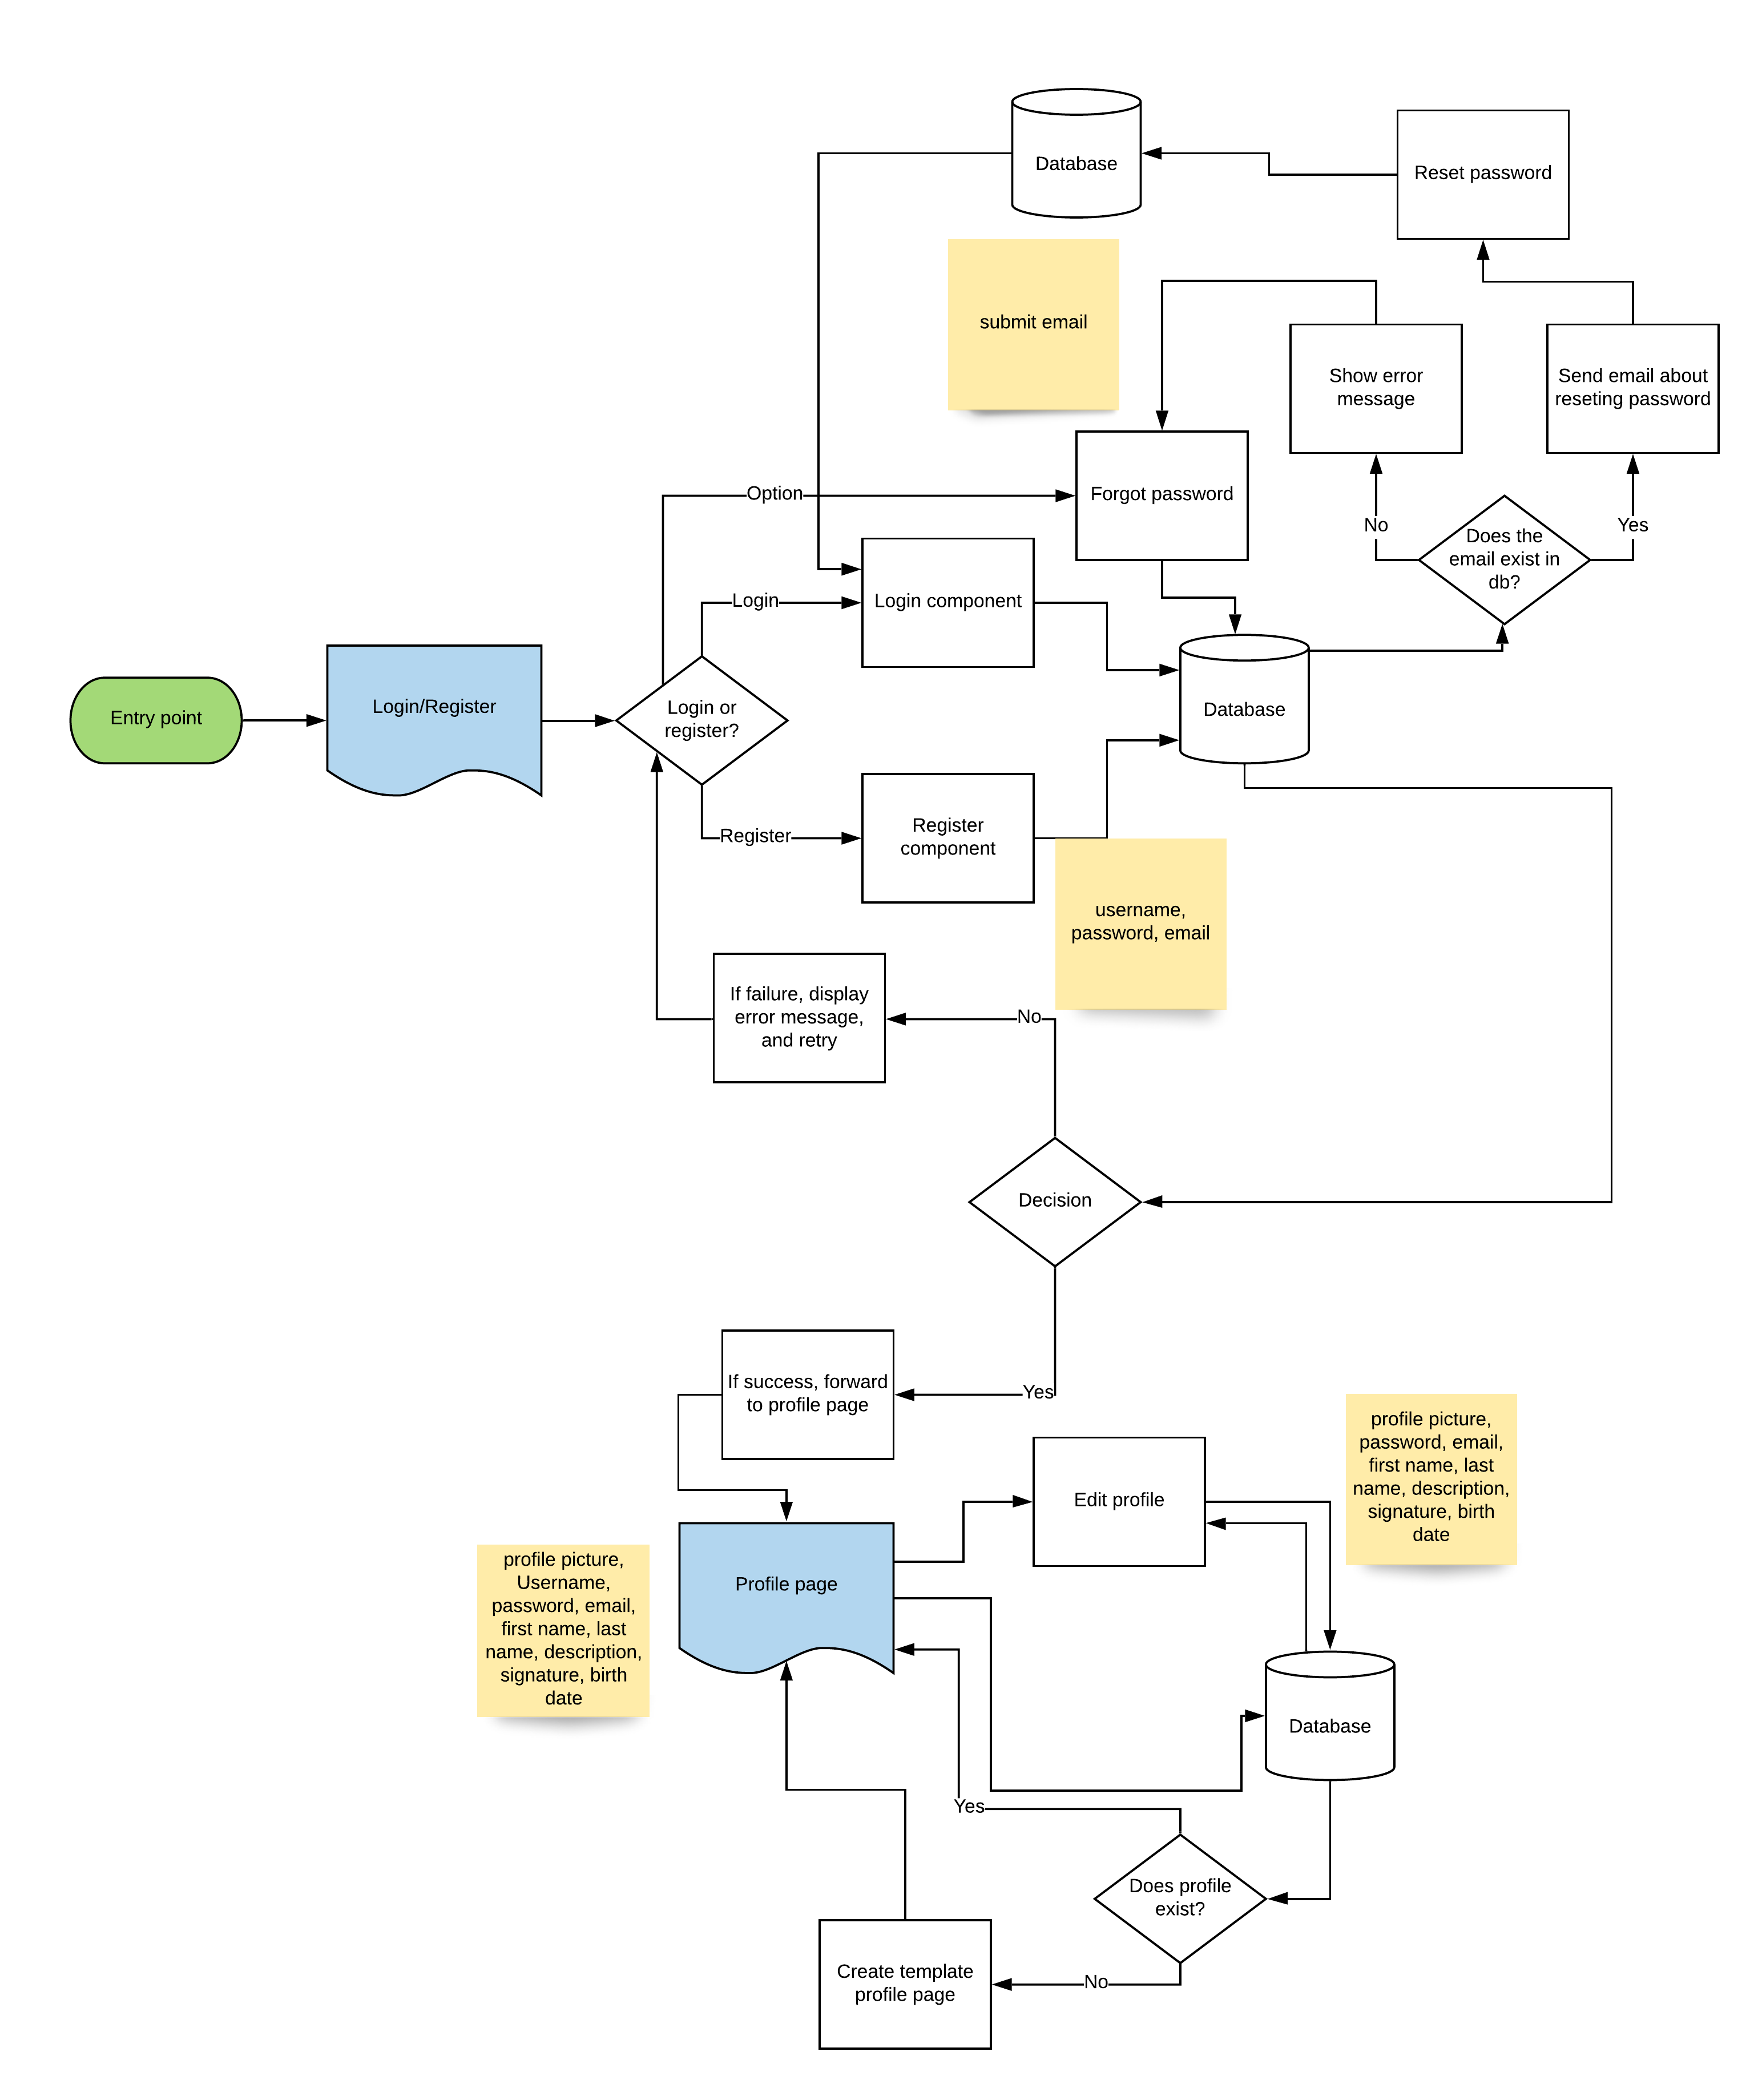 Database
Reset password
submit email
Show error
message
Send email about
reseting password
Option
Forgot password
No
Does the
email exist in
db?
Yes
Login
Login component
Entry point
Login/Register
Login or
register?
Database
Register
Register
component
username,
password, email
If failure, display
error message,
and retry
No
Decision
If success, forward
to profile page
Yes
profile picture,
password, email,
first name, last
name, description,
signature, birth
date
Edit profile
profile picture,
Username,
password, email,
first name, last
name, description,
signature, birth
date
Profile page
Database
Yes
Does profile
exist?
Create template
profile page
No